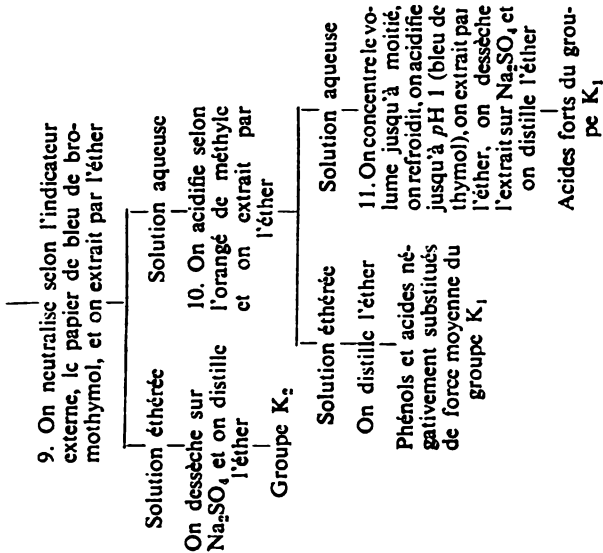 9. On neutralise selon l'indicateur
externe, le papier de bleu de bro-
mothymol, et on extrait par l'éther
Solution éthérée
On dessèche sur
Na₂SO₄ et on distille
l'éther
Groupe K₂
Solution aqueuse
10. On acidifie selon
l'orangé de méthyle
et on extrait par
l'éther
Solution éthérée
On distille l'éther
Phénols et acides né-
gativement substitués
de force moyenne du
groupe K₁
Solution aqueuse
11. On concentre le vo-
lume jusqu'à moitié,
on refroidit, on acidifie
jusqu'à pH 1 (bleu de
thymol), on extrait par
l'éther, on dessèche
l'extrait sur Na₂SO₄ et
on distille l'éther
Acides forts du grou-
pe K₁